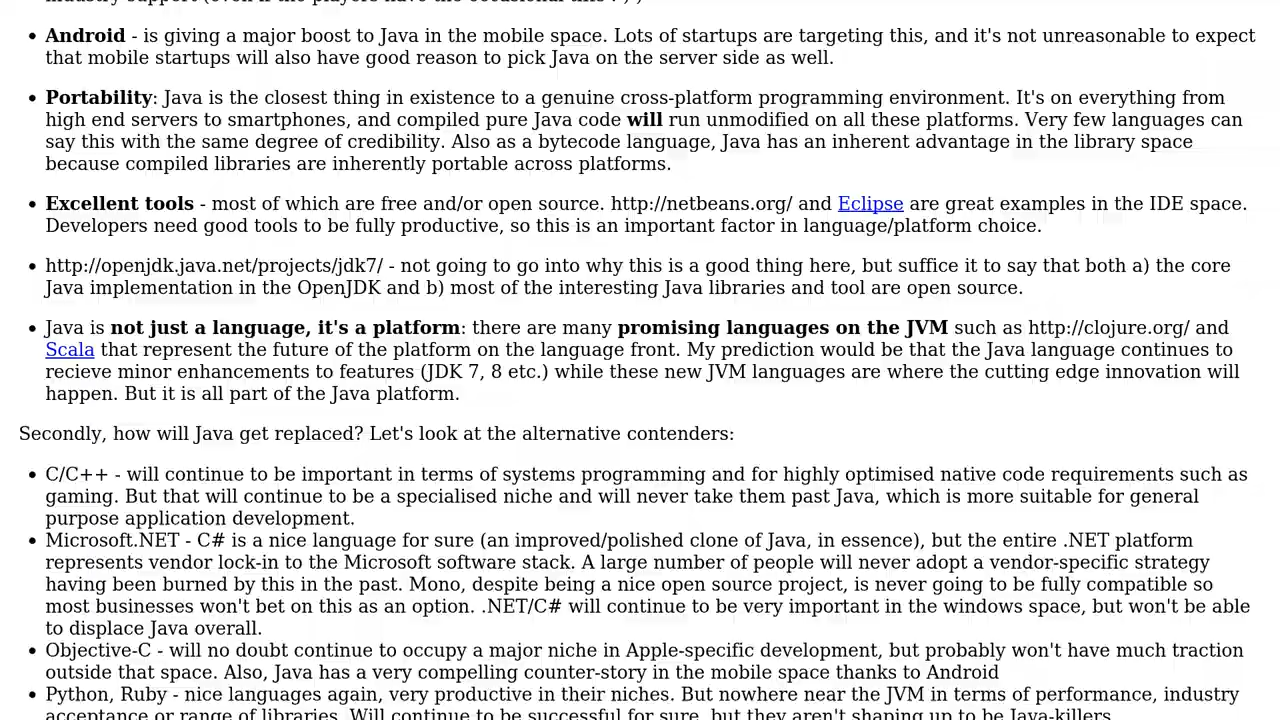 • Android - is giving a major boost to Java in the mobile space. Lots of startups are targeting this, and it's not unreasonable to expect
that mobile startups will also have good reason to pick Java on the server side as well.
• Portability: Java is the closest thing in existence to a genuine cross-platform programming environment. It's on everything from
high end servers to smartphones, and compiled pure Java code will run unmodified on all these platforms. Very few languages can
say this with the same degree of credibility. Also as a bytecode language, Java has an inherent advantage in the library space
because compiled libraries are inherently portable across platforms.
• Excellent tools - most of which are free and/or open source. http://netbeans.org/ and Eclipse are great examples in the IDE space.
Developers need good tools to be fully productive, so this is an important factor in language/platform choice.
• http://openjdk.java.net/projects/jdk7/ - not going to go into why this is a good thing here, but suffice it to say that both a) the core
Java implementation in the OpenJDK and b) most of the interesting Java libraries and tool are open source.
• Java is not just a language, it's a platform: there are many promising languages on the JVM such as http://clojure.org/ and
Scala that represent the future of the platform on the language front. My prediction would be that the Java language continues to
recieve minor enhancements to features (JDK 7, 8 etc.) while these new JVM languages are where the cutting edge innovation will
happen. But it is all part of the Java platform.
Secondly, how will Java get replaced? Let's look at the alternative contenders:
• C/C++ - will continue to be important in terms of systems programming and for highly optimised native code requirements such as
gaming. But that will continue to be a specialised niche and will never take them past Java, which is more suitable for general
purpose application development.
• Microsoft.NET - C# is a nice language for sure (an improved/polished clone of Java, in essence), but the entire .NET platform
represents vendor lock-in to the Microsoft software stack. A large number of people will never adopt a vendor-specific strategy
having been burned by this in the past. Mono, despite being a nice open source project, is never going to be fully compatible so
most businesses won't bet on this as an option. .NET/C# will continue to be very important in the windows space, but won't be able
to displace Java overall.
• Objective-C - will no doubt continue to occupy a major niche in Apple-specific development, but probably won't have much traction
outside that space. Also, Java has a very compelling counter-story in the mobile space thanks to Android
• Python, Ruby - nice languages again, very productive in their niches. But nowhere near the JVM in terms of performance, industry
acceptance or range of libraries. Will continue to be successful for sure, but they aren't shaping up to be Java-killers.